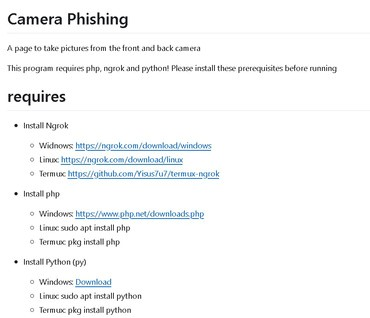 Camera Phishing
A page to take pictures from the front and back camera
This program requires php, ngrok and python! Please install these prerequisites before running
requires
Install Ngrok
Widnows: https://ngrok.com/download/windows
Linux: https://ngrok.com/download/linux
Termux: https://github.com/Yisus7u7/termux-ngrok
Install php
Windows: https://www.php.net/downloads.php
Linux: sudo apt install php
Termux: pkg install php
Install Python (py)
Windows: Download
Linux sudo apt install python
Termux: pkg install python